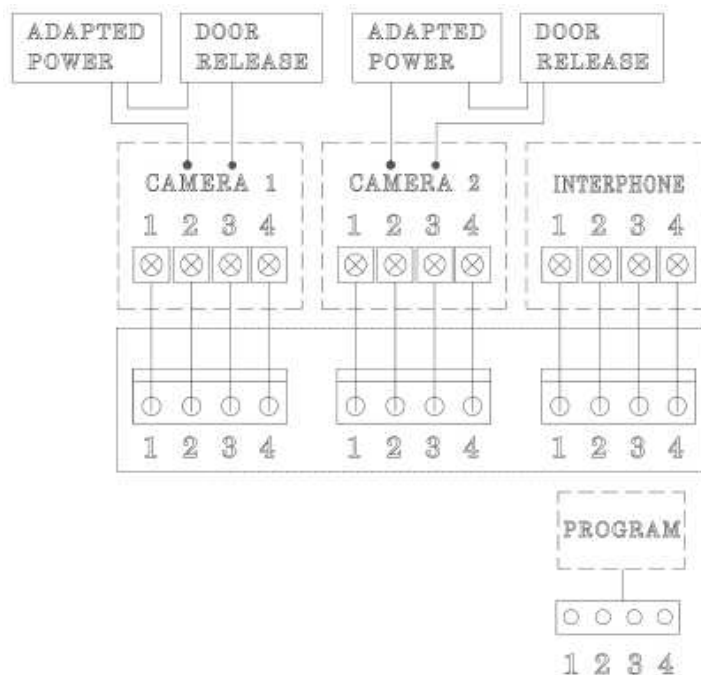 ADAPTED
POWER
DOOR
RELEASE
ADAPTED
POWER
DOOR
RELEASE
CAMERA 1
1 2 3 4
CAMERA 2
1 2 3 4
INTERPHONE
1 2 3 4
1 2 3 4
1 2 3 4
1 2 3 4
PROGRAM
1 2 3 4